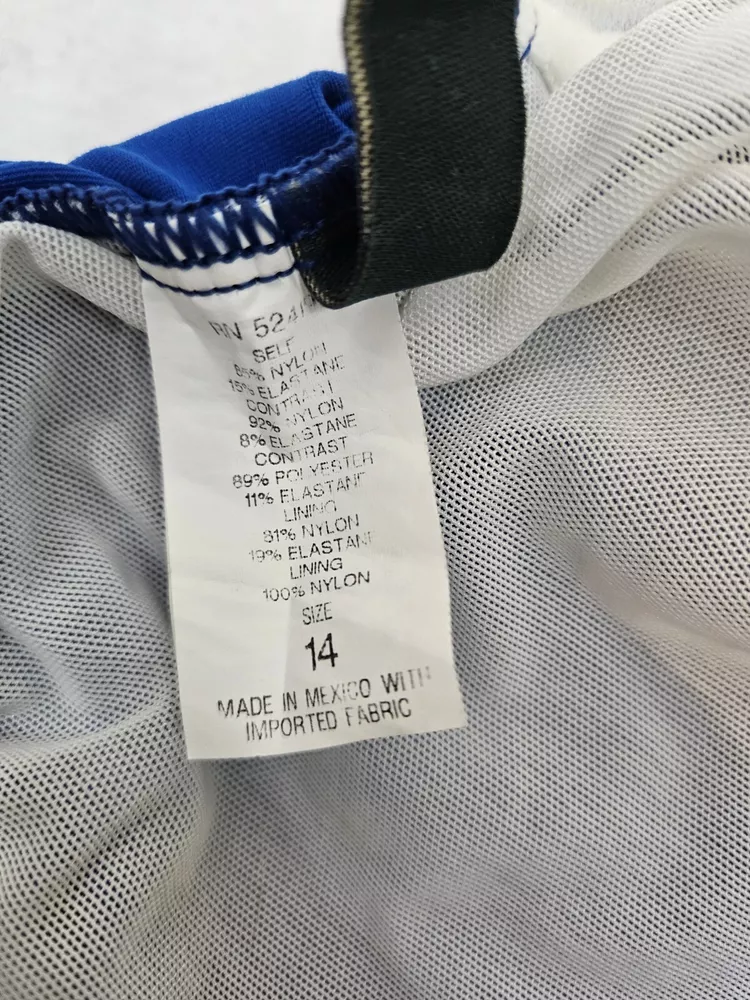 RN
SELF
85% NYLON
15% ELASTANE
CONTRAST
92% NYLON
8% ELASTANE
CONTRAST
89% POLYESTER
11% ELASTANE
LINING
81% NYLON
19% ELASTANE
LINING
100% NYLON
SIZE
14
MADE IN MEXICO WITH
IMPORTED FABRIC